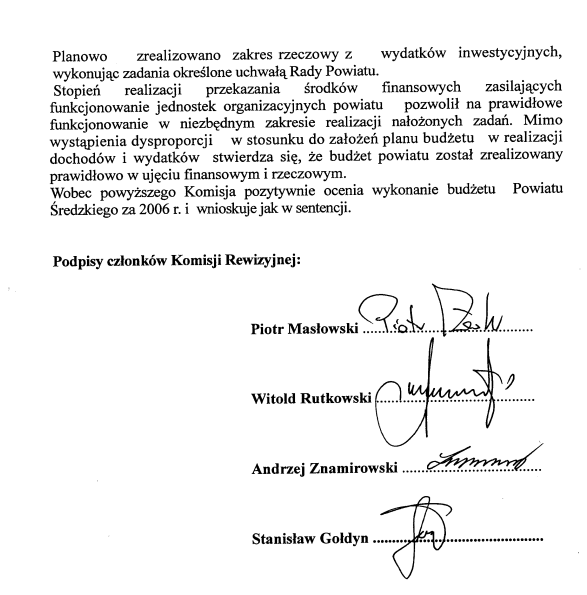 Planowo zrealizowano zakres rzeczowy z wydatków inwestycyjnych,
wykonując zadania określone uchwałą Rady Powiatu.
Stopień realizacji przekazania środków finansowych zasilających
funkcjonowanie jednostek organizacyjnych powiatu pozwolił na prawidłowe
funkcjonowanie w niezbędnym zakresie realizacji nałożonych zadań. Mimo
wystąpienia dysproporcji w stosunku do założeń planu budżetu w realizacji
dochodów i wydatków stwierdza się, że budżet powiatu został zrealizowany
prawidłowo w ujęciu finansowym i rzeczowym.
Wobec powyższego Komisja pozytywnie ocenia wykonanie budżetu Powiatu
Średzkiego za 2006 r. i wnioskuje jak w sentencji.
Podpisy członków Komisji Rewizyjnej:
Piotr Masłowski ........ Piotr ........
Witold Rutkowski ................
Andrzej Znamirowski ................
Stanisław Gołdyn ................